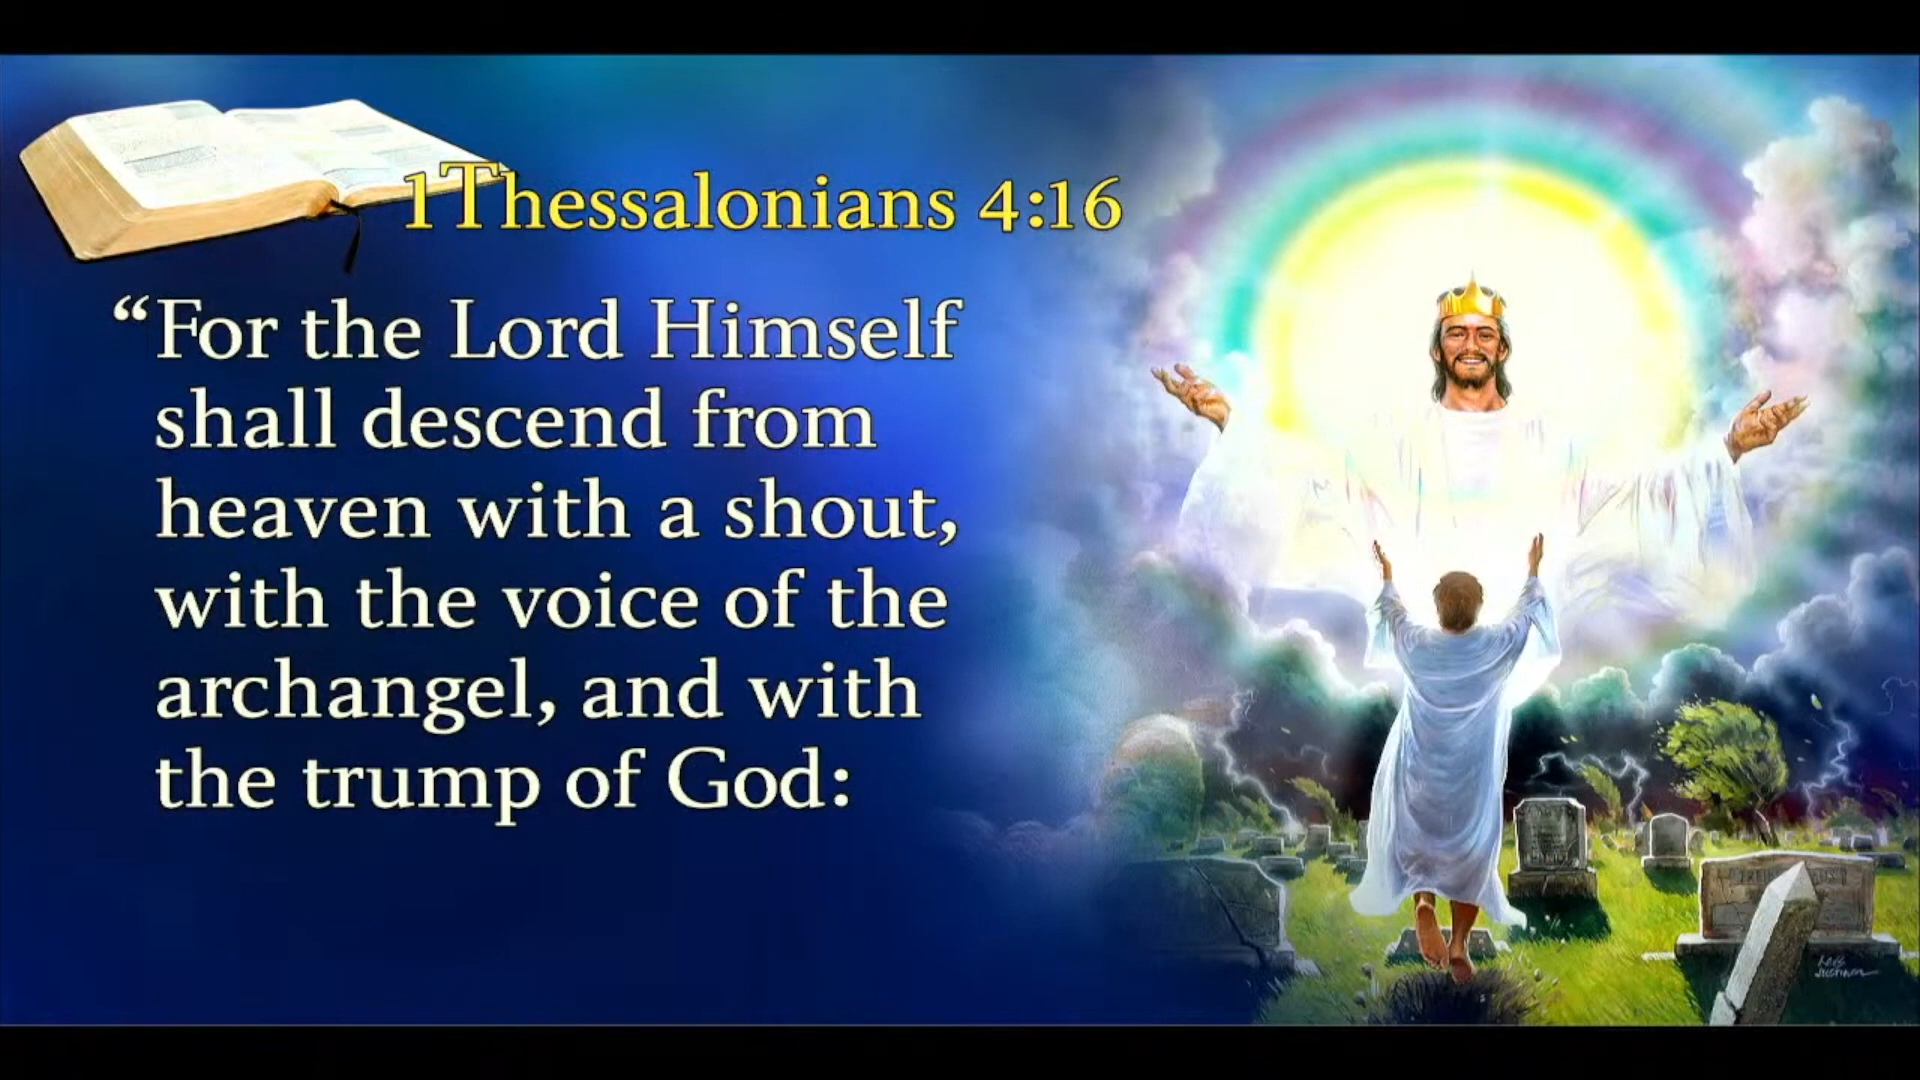 1Thessalonians 4:16
“For the Lord Himself
shall descend from
heaven with a shout,
with the voice of the
archangel, and with
the trump of God: